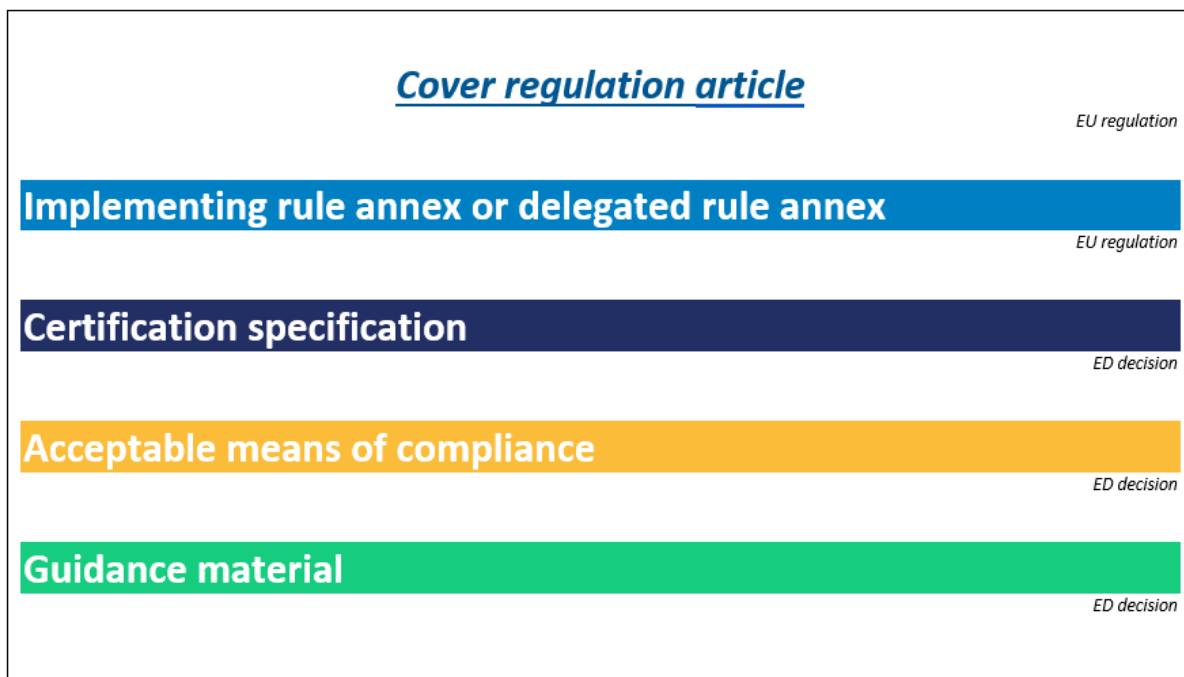 Cover regulation article
EU regulation
Implementing rule annex or delegated rule annex
EU regulation
Certification specification
ED decision
Acceptable means of compliance
ED decision
Guidance material
ED decision